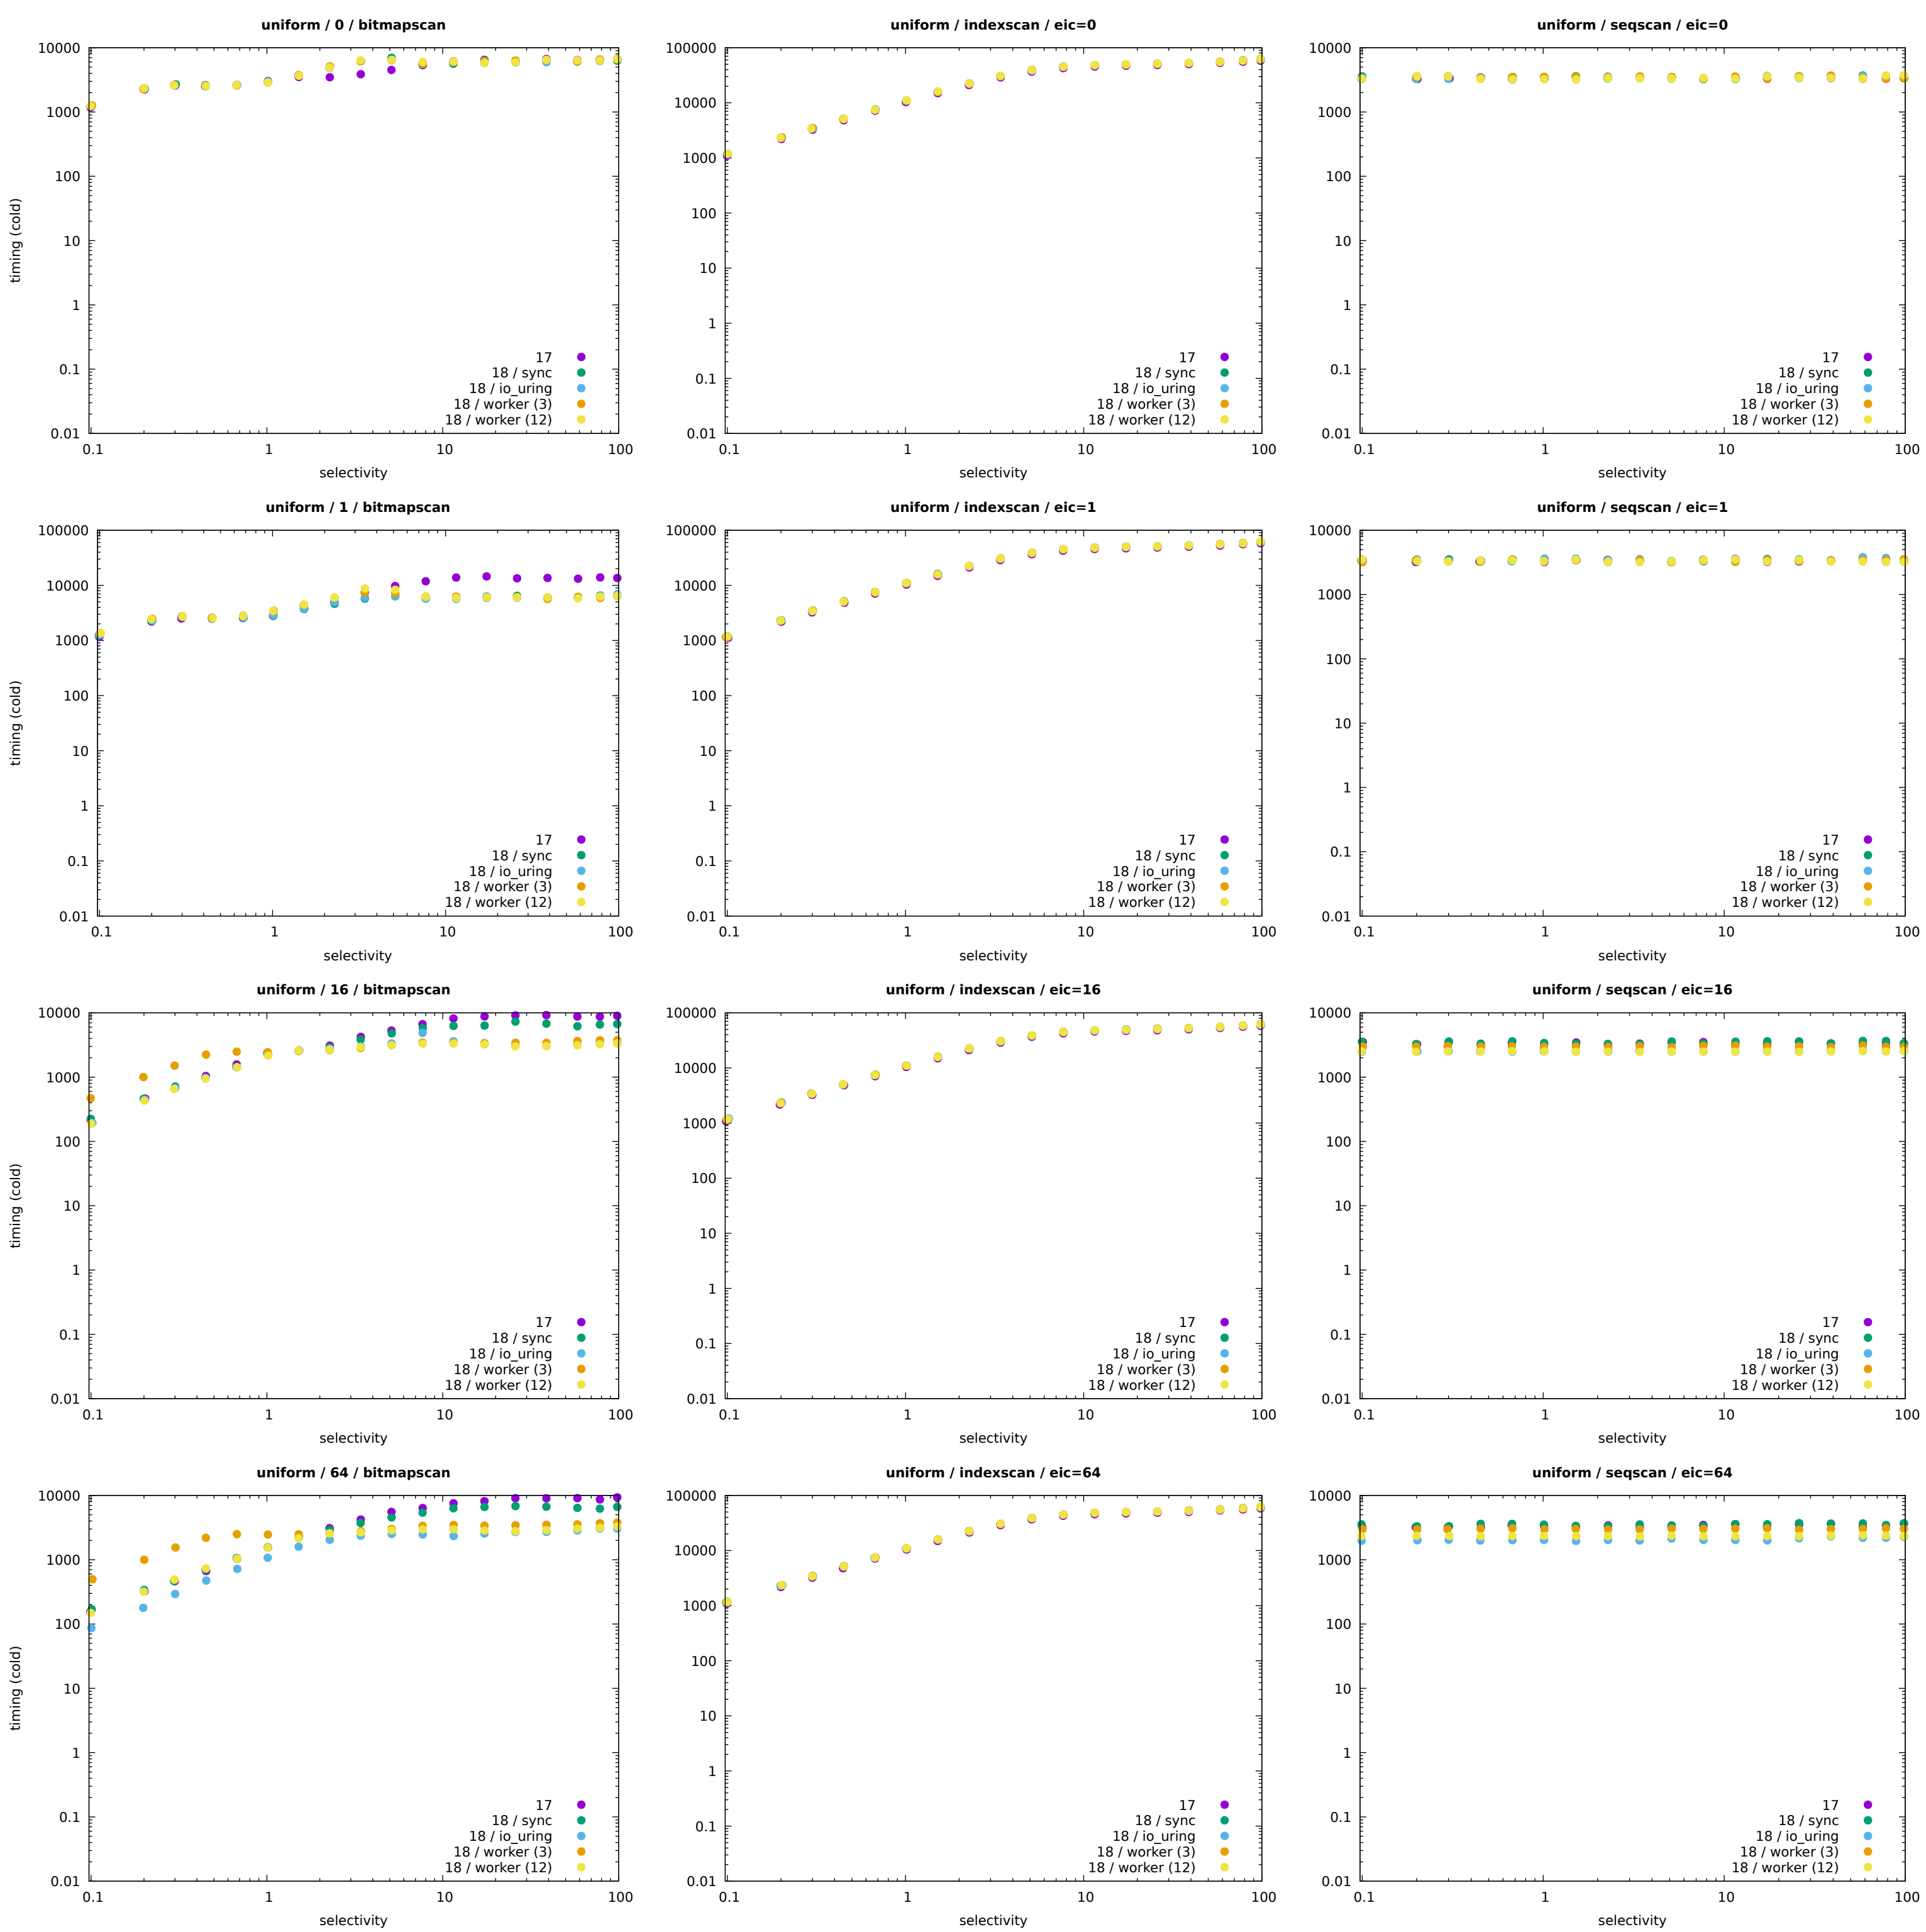 uniform / 0 / bitmapscan
timing (cold)
10000
1000
100
10
1
0.1
0.01
17
18 / sync
18 / io_uring
18 / worker (3)
18 / worker (12)
0.1 1 10 100
selectivity
uniform / indexscan / eic=0
100000
10000
1000
100
10
1
0.1
0.01
17
18 / sync
18 / io_uring
18 / worker (3)
18 / worker (12)
0.1 1 10 100
selectivity
uniform / seqscan / eic=0
10000
1000
100
10
1
0.1
0.01
17
18 / sync
18 / io_uring
18 / worker (3)
18 / worker (12)
0.1 1 10 100
selectivity
uniform / 1 / bitmapscan
timing (cold)
100000
10000
1000
100
10
1
0.1
0.01
17
18 / sync
18 / io_uring
18 / worker (3)
18 / worker (12)
0.1 1 10 100
selectivity
uniform / indexscan / eic=1
100000
10000
1000
100
10
1
0.1
0.01
17
18 / sync
18 / io_uring
18 / worker (3)
18 / worker (12)
0.1 1 10 100
selectivity
uniform / seqscan / eic=1
10000
1000
100
10
1
0.1
0.01
17
18 / sync
18 / io_uring
18 / worker (3)
18 / worker (12)
0.1 1 10 100
selectivity
uniform / 16 / bitmapscan
timing (cold)
10000
1000
100
10
1
0.1
0.01
17
18 / sync
18 / io_uring
18 / worker (3)
18 / worker (12)
0.1 1 10 100
selectivity
uniform / indexscan / eic=16
100000
10000
1000
100
10
1
0.1
0.01
17
18 / sync
18 / io_uring
18 / worker (3)
18 / worker (12)
0.1 1 10 100
selectivity
uniform / seqscan / eic=16
10000
1000
100
10
1
0.1
0.01
17
18 / sync
18 / io_uring
18 / worker (3)
18 / worker (12)
0.1 1 10 100
selectivity
uniform / 64 / bitmapscan
timing (cold)
10000
1000
100
10
1
0.1
0.01
17
18 / sync
18 / io_uring
18 / worker (3)
18 / worker (12)
0.1 1 10 100
selectivity
uniform / indexscan / eic=64
100000
10000
1000
100
10
1
0.1
0.01
17
18 / sync
18 / io_uring
18 / worker (3)
18 / worker (12)
0.1 1 10 100
selectivity
uniform / seqscan / eic=64
10000
1000
100
10
1
0.1
0.01
17
18 / sync
18 / io_uring
18 / worker (3)
18 / worker (12)
0.1 1 10 100
selectivity